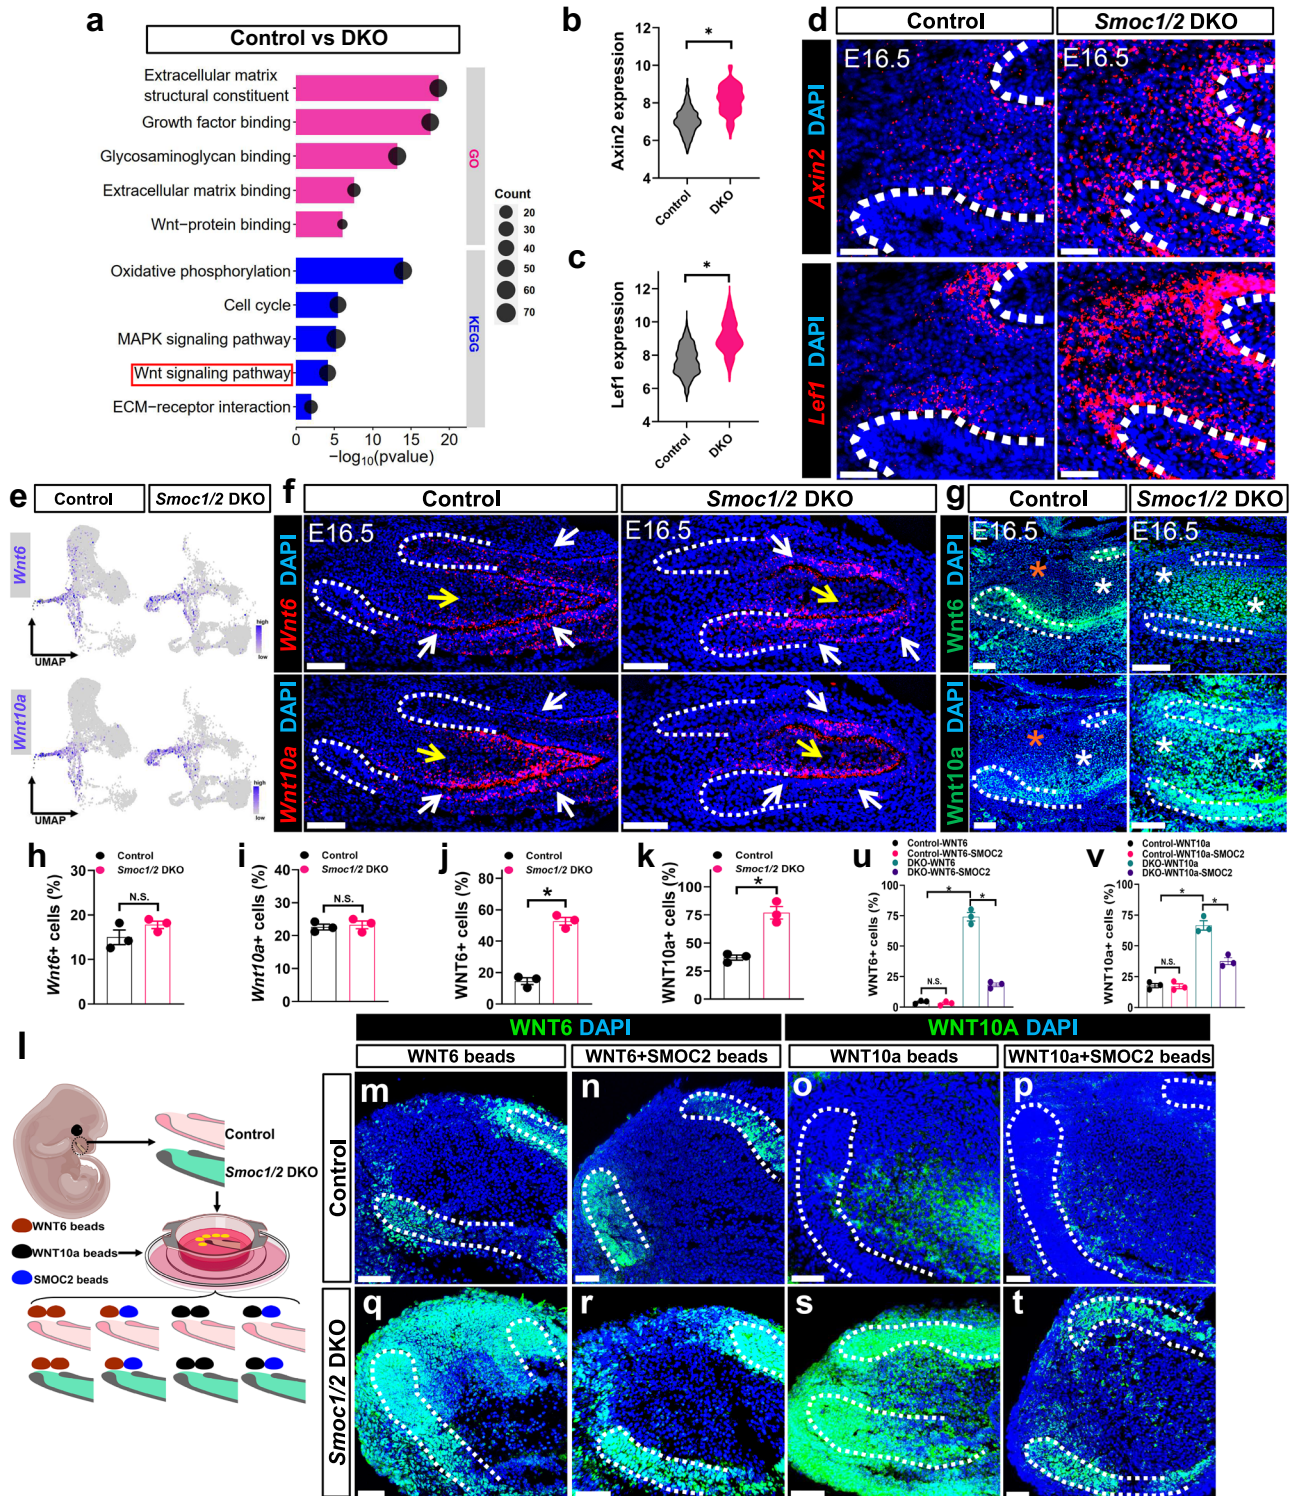 a
Control vs DKO
Extracellular matrix
structural constituent
Growth factor binding
Glycosaminoglycan binding
Extracellular matrix binding
Wnt−protein binding
Oxidative phosphorylation
Cell cycle
MAPK signaling pathway
Wnt signaling pathway
ECM−receptor interaction
0 5 10 15 20
−log10(pvalue)
GO
KEGG
Count
20
30
40
50
60
70
b
Axin2 expression
12
10
8
6
4
*
Control
DKO
c
Lef1 expression
12
10
8
6
4
*
Control
DKO
d
Control
Smoc1/2 DKO
Axin2 DAPI
E16.5
E16.5
Lef1 DAPI
e
Control
Smoc1/2 DKO
Wnt6
high
low
UMAP
Wnt10a
high
low
UMAP
f
Control
Smoc1/2 DKO
Wnt6 DAPI
E16.5
E16.5
Wnt10a DAPI
g
Control
Smoc1/2 DKO
Wnt6 DAPI
E16.5
E16.5
*
*
*
*
Wnt10a DAPI
*
*
*
*
h
Control
Smoc1/2 DKO
Wnt6+ cells (%)
30
20
10
0
N.S.
i
Control
Smoc1/2 DKO
Wnt10a+ cells (%)
40
30
20
10
0
N.S.
j
Control
Smoc1/2 DKO
WNT6+ cells (%)
80
60
40
20
0
*
k
Control
Smoc1/2 DKO
WNT10a+ cells (%)
100
75
50
25
0
*
u
Control-WNT6
Control-WNT6-SMOC2
DKO-WNT6
DKO-WNT6-SMOC2
WNT6+ cells (%)
100
75
50
25
0
N.S.
*
*
v
Control-WNT10a
Control-WNT10a-SMOC2
DKO-WNT10a
DKO-WNT10a-SMOC2
WNT10a+ cells (%)
100
75
50
25
0
N.S.
*
*
l
Control
Smoc1/2 DKO
WNT6 beads
WNT10a beads
SMOC2 beads
WNT6 DAPI
WNT10A DAPI
WNT6 beads
WNT6+SMOC2 beads
WNT10a beads
WNT10a+SMOC2 beads
Control
m
n
o
p
Smoc1/2 DKO
q
r
s
t